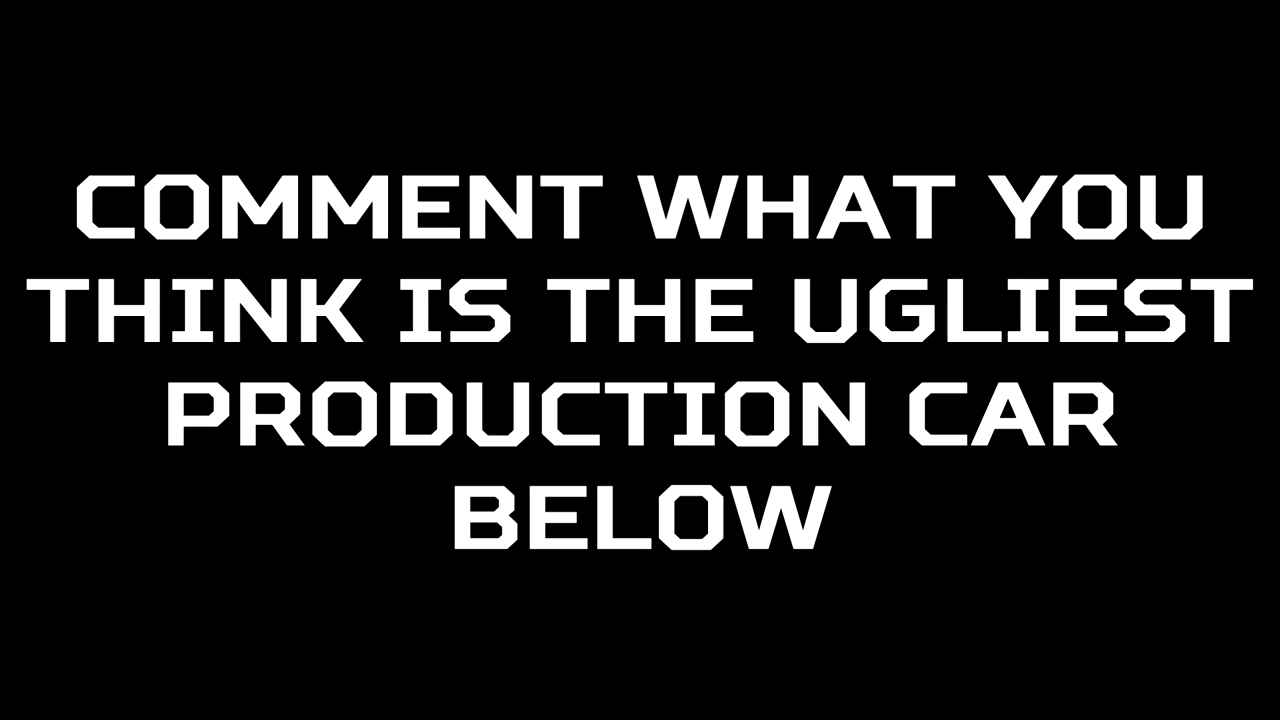 COMMENT WHAT YOU
THINK IS THE UGLIEST
PRODUCTION CAR
BELOW